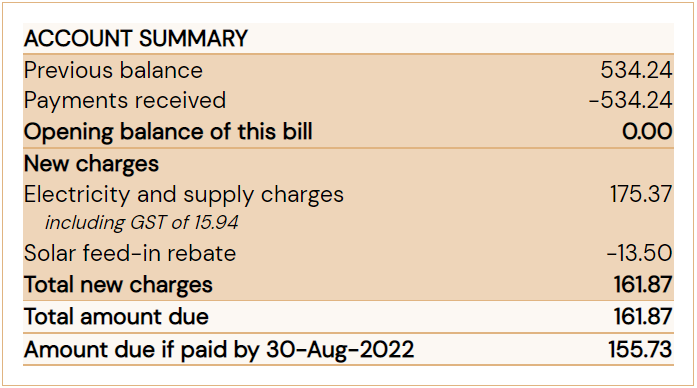 ACCOUNT SUMMARY
Previous balance 534.24
Payments received -534.24
Opening balance of this bill 0.00
New charges
Electricity and supply charges 175.37
including GST of 15.94
Solar feed-in rebate -13.50
Total new charges 161.87
Total amount due 161.87
Amount due if paid by 30-Aug-2022 155.73